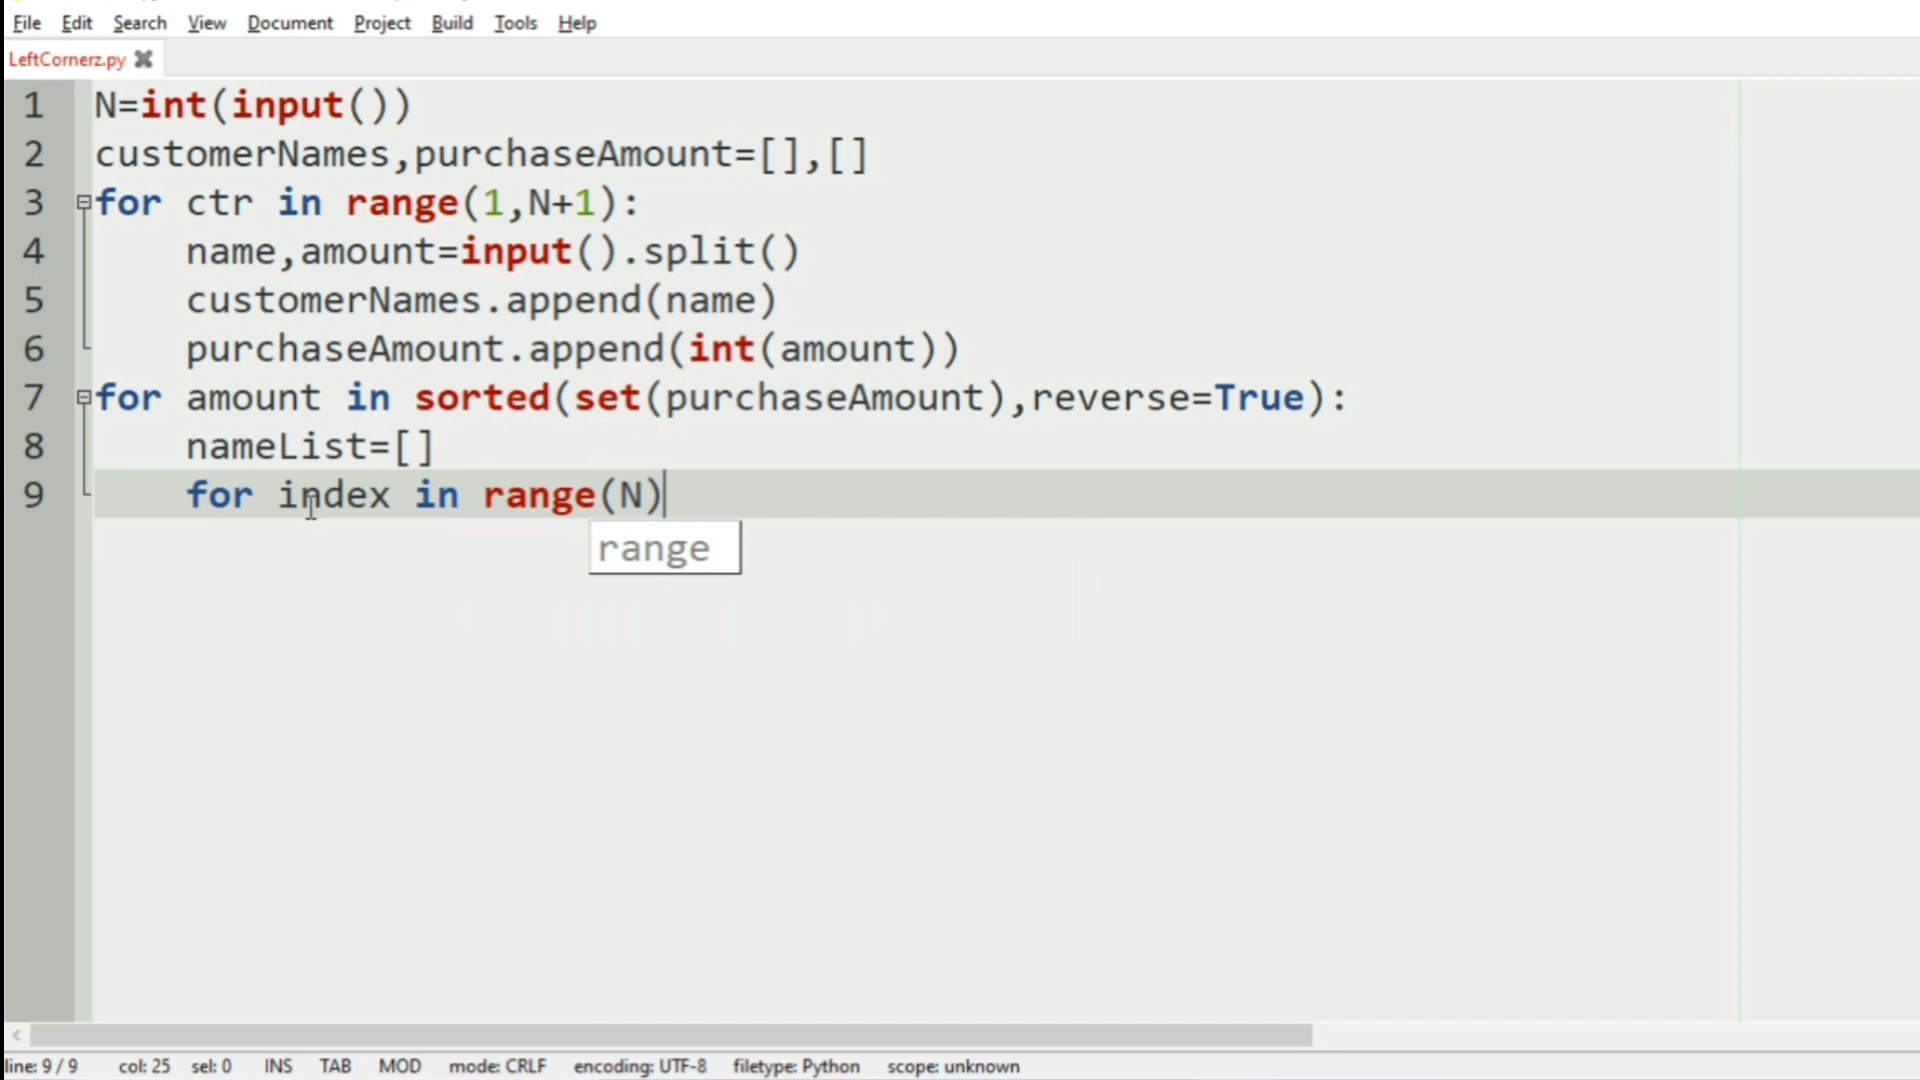 File Edit Search View Document Project Build Tools Help
LeftCornerz.py
1 N=int(input())
2 customerNames,purchaseAmount=[],[]
3 for ctr in range(1,N+1):
4 name,amount=input().split()
5 customerNames.append(name)
6 purchaseAmount.append(int(amount))
7 for amount in sorted(set(purchaseAmount),reverse=True):
8 nameList=[]
9 for index in range(N)
range
line: 9 / 9 col: 25 sel: 0 INS TAB MOD mode: CRLF encoding: UTF-8 filetype: Python scope: unknown